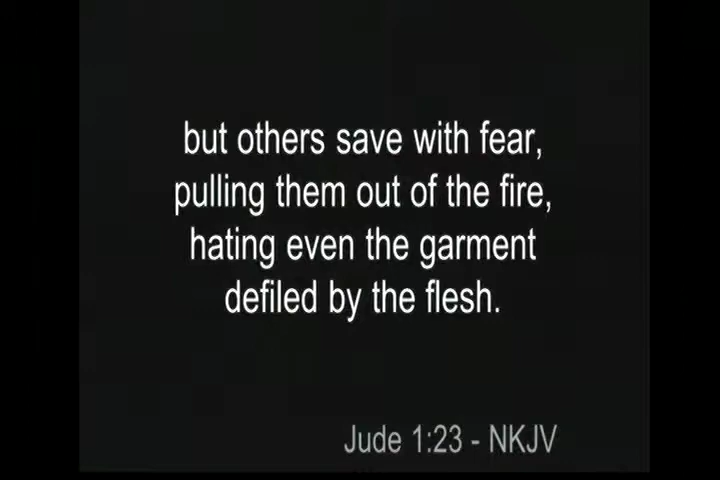 but others save with fear,
pulling them out of the fire,
hating even the garment
defiled by the flesh.
Jude 1:23 - NKJV